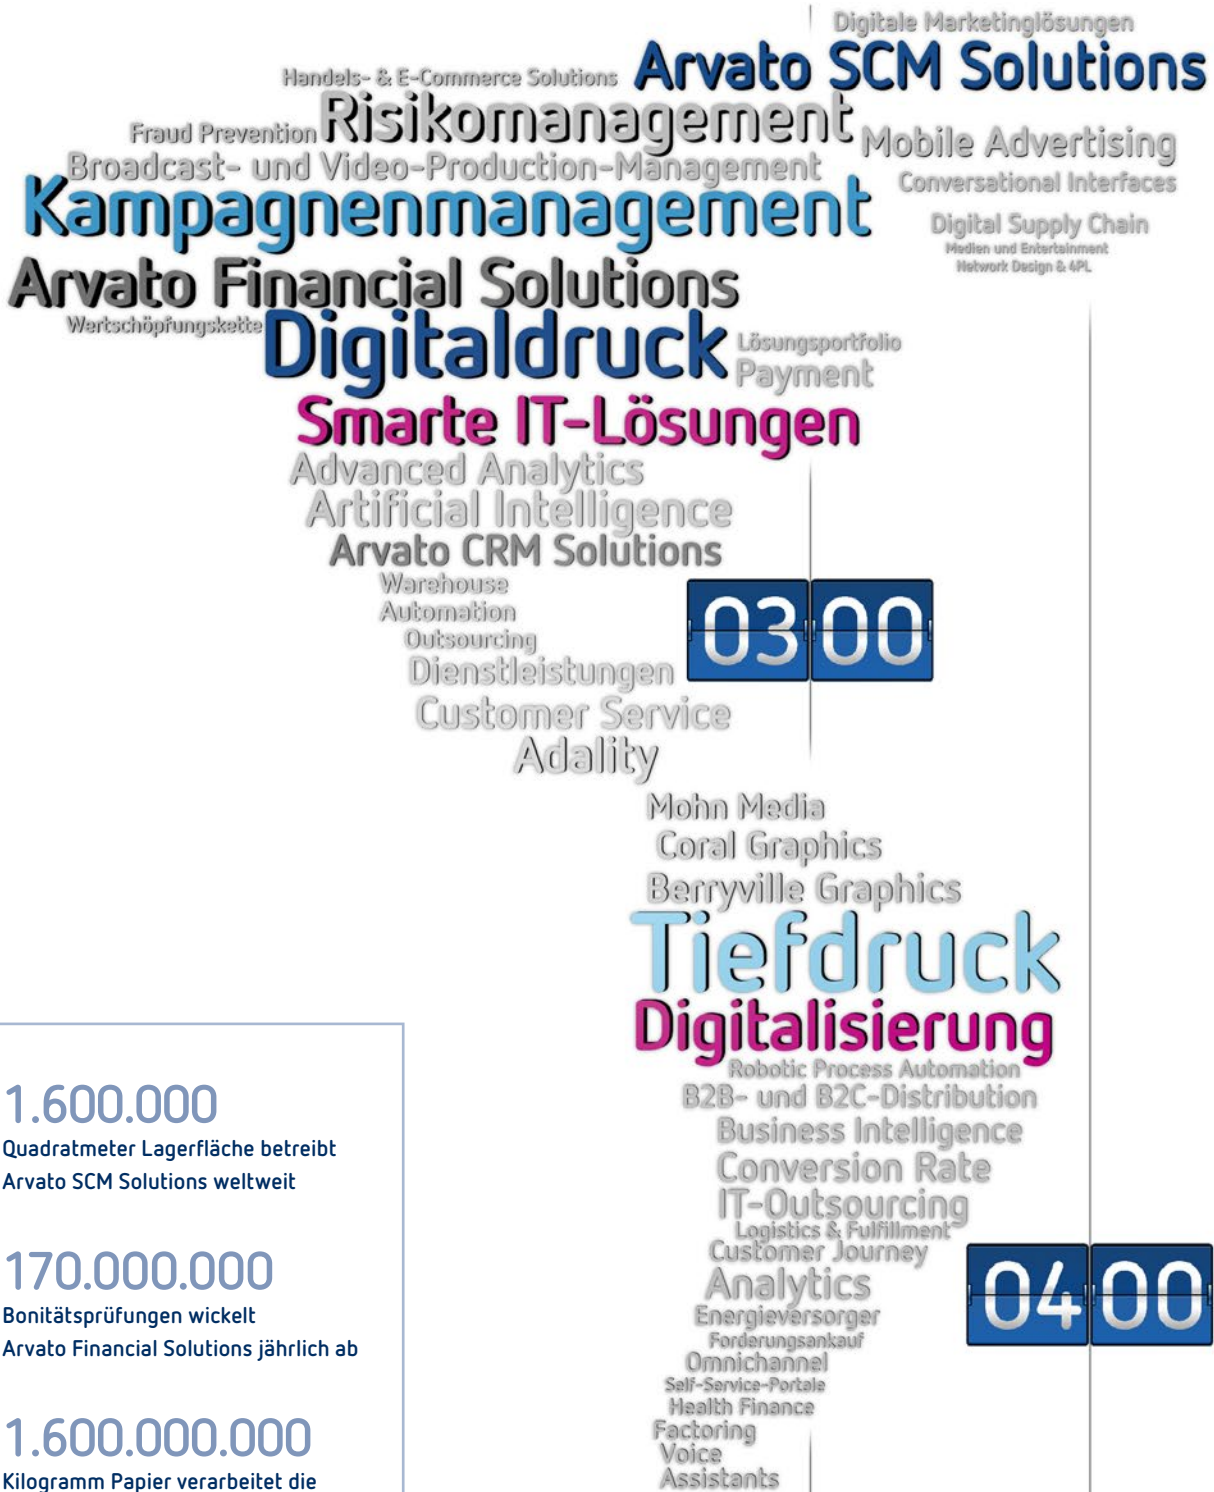 Digitale Marketinglösungen
Handels- & E-Commerce Solutions
Arvato SCM Solutions
Risikomanagement
Fraud Prevention
Mobile Advertising
Broadcast- und Video-Production-Management
Conversational Interfaces
Kampagnenmanagement
Digital Supply Chain
Medien und Entertainment
Network Design & 4PL
Arvato Financial Solutions
Wertschöpfungskette
Digitaldruck
Lösungsportfolio
Payment
Smarte IT-Lösungen
Advanced Analytics
Artificial Intelligence
Arvato CRM Solutions
Warehouse
Automation
Outsourcing
03 00
Dienstleistungen
Customer Service
Adality
Mohn Media
Coral Graphics
Berryville Graphics
Tiefdruck
Digitalisierung
Robotic Process Automation
B2B- und B2C-Distribution
Business Intelligence
Conversion Rate
IT-Outsourcing
Logistics & Fulfillment
Customer Journey
Analytics
04 00
Energieversorger
Forderungsankauf
Omnichannel
Self-Service-Portale
Health Finance
Factoring
Voice
Assistants
1.600.000
Quadratmeter Lagerfläche betreibt
Arvato SCM Solutions weltweit
170.000.000
Bonitätsprüfungen wickelt
Arvato Financial Solutions jährlich ab
1.600.000.000
Kilogramm Papier verarbeitet die